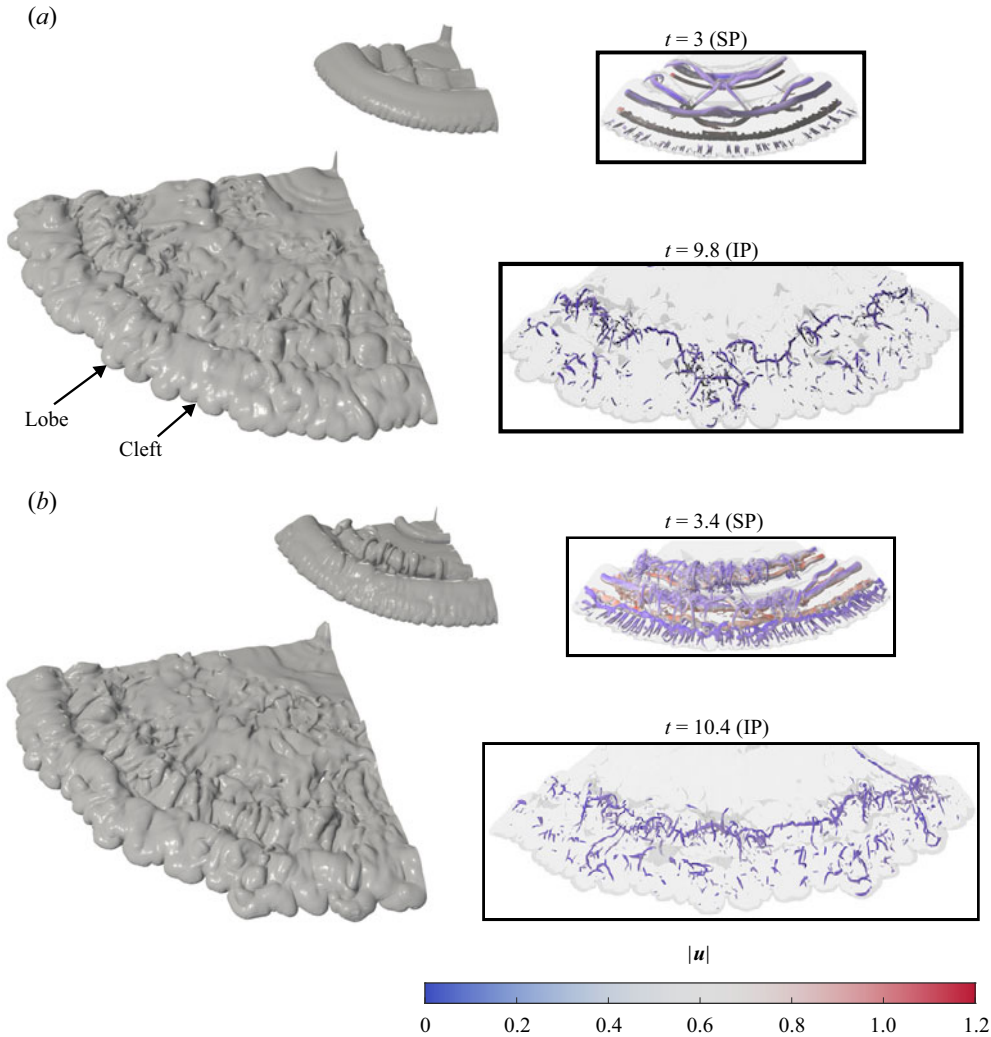 (a)
t = 3 (SP)
t = 9.8 (IP)
Lobe
Cleft
(b)
t = 3.4 (SP)
t = 10.4 (IP)
|u|
0 0.2 0.4 0.6 0.8 1.0 1.2